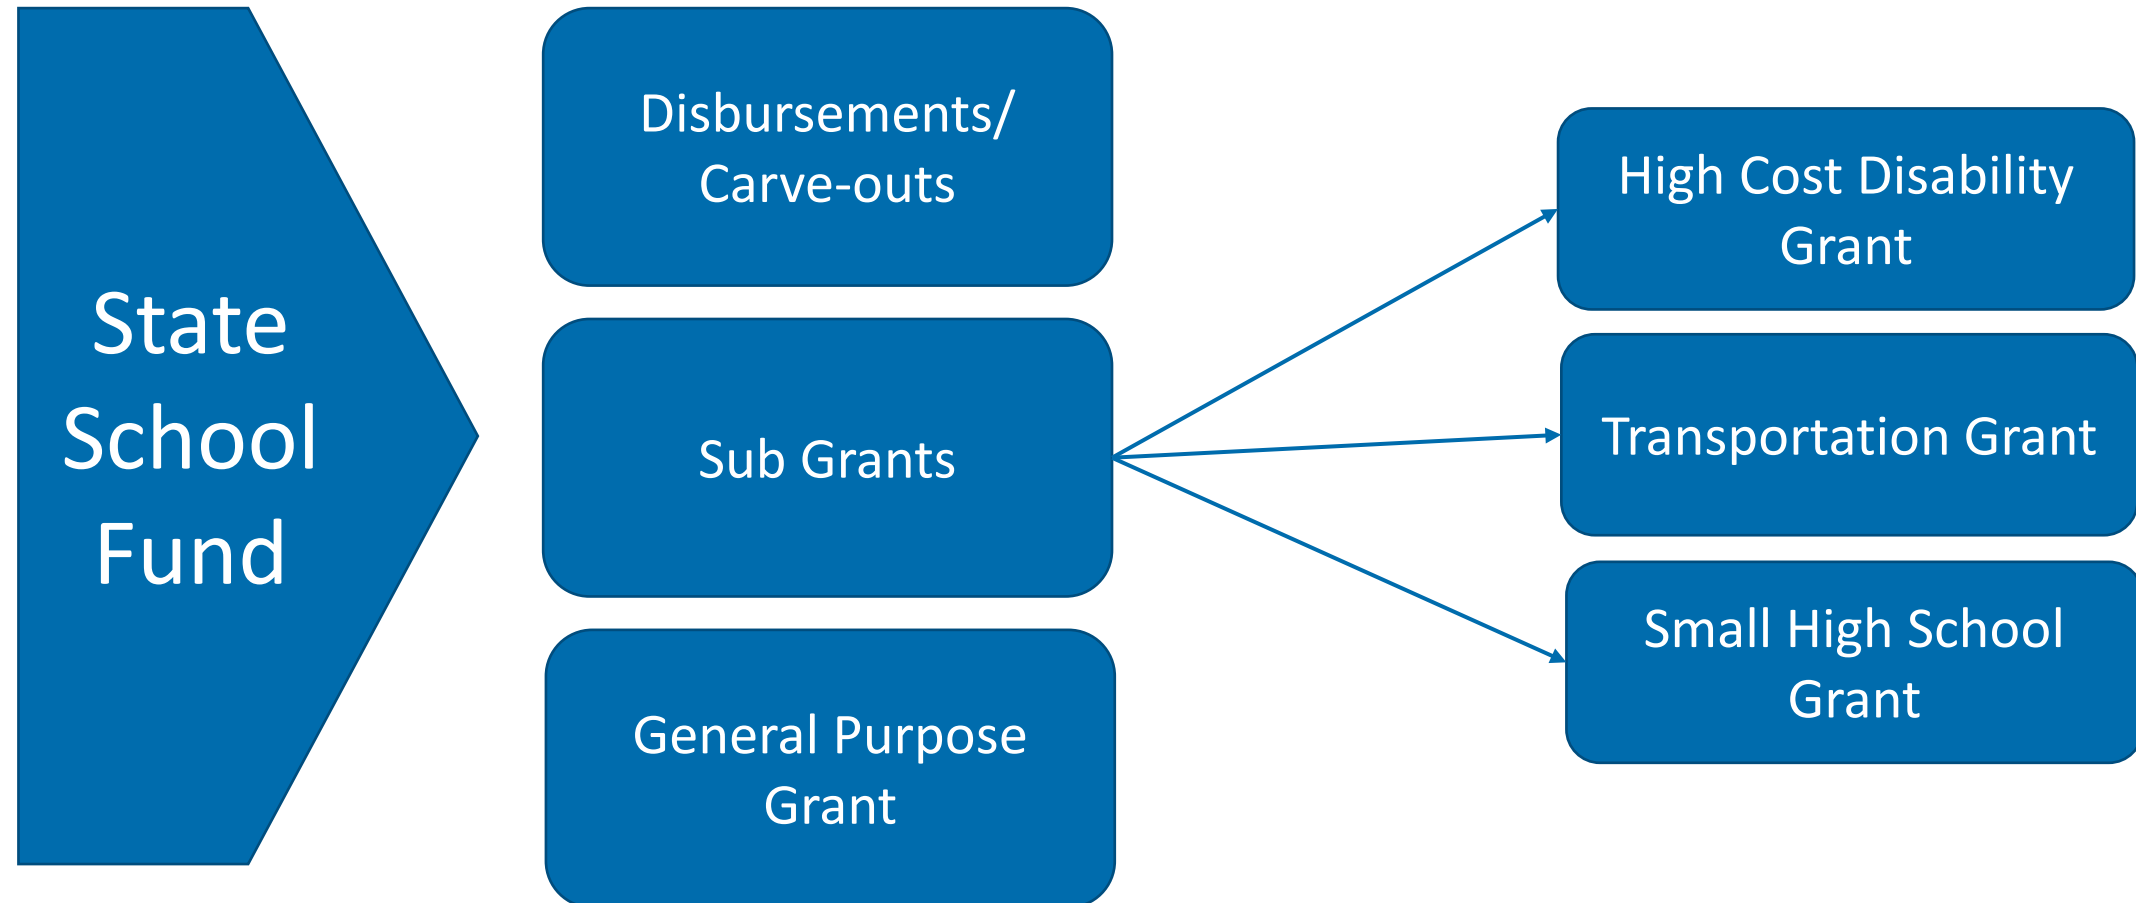 State
School
Fund
Disbursements/
Carve-outs
Sub Grants
General Purpose
Grant
High Cost Disability
Grant
Transportation Grant
Small High School
Grant